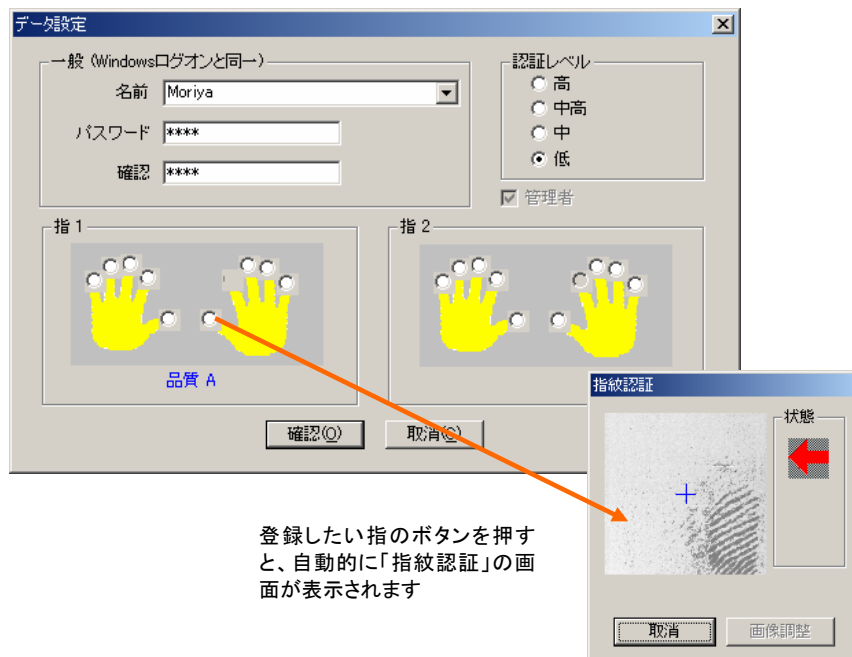 データ設定
一般 (Windowsログオンと同一)
名前 Moriya
パスワード ****
確認 ****
認証レベル
高
中高
中
低
管理者
指 1
指 2
品質 A
確認(O) 取消(C)
指紋認証
状態
取消 画像調整
登録したい指のボタンを押す
と、自動的に「指紋認証」の画
面が表示されます